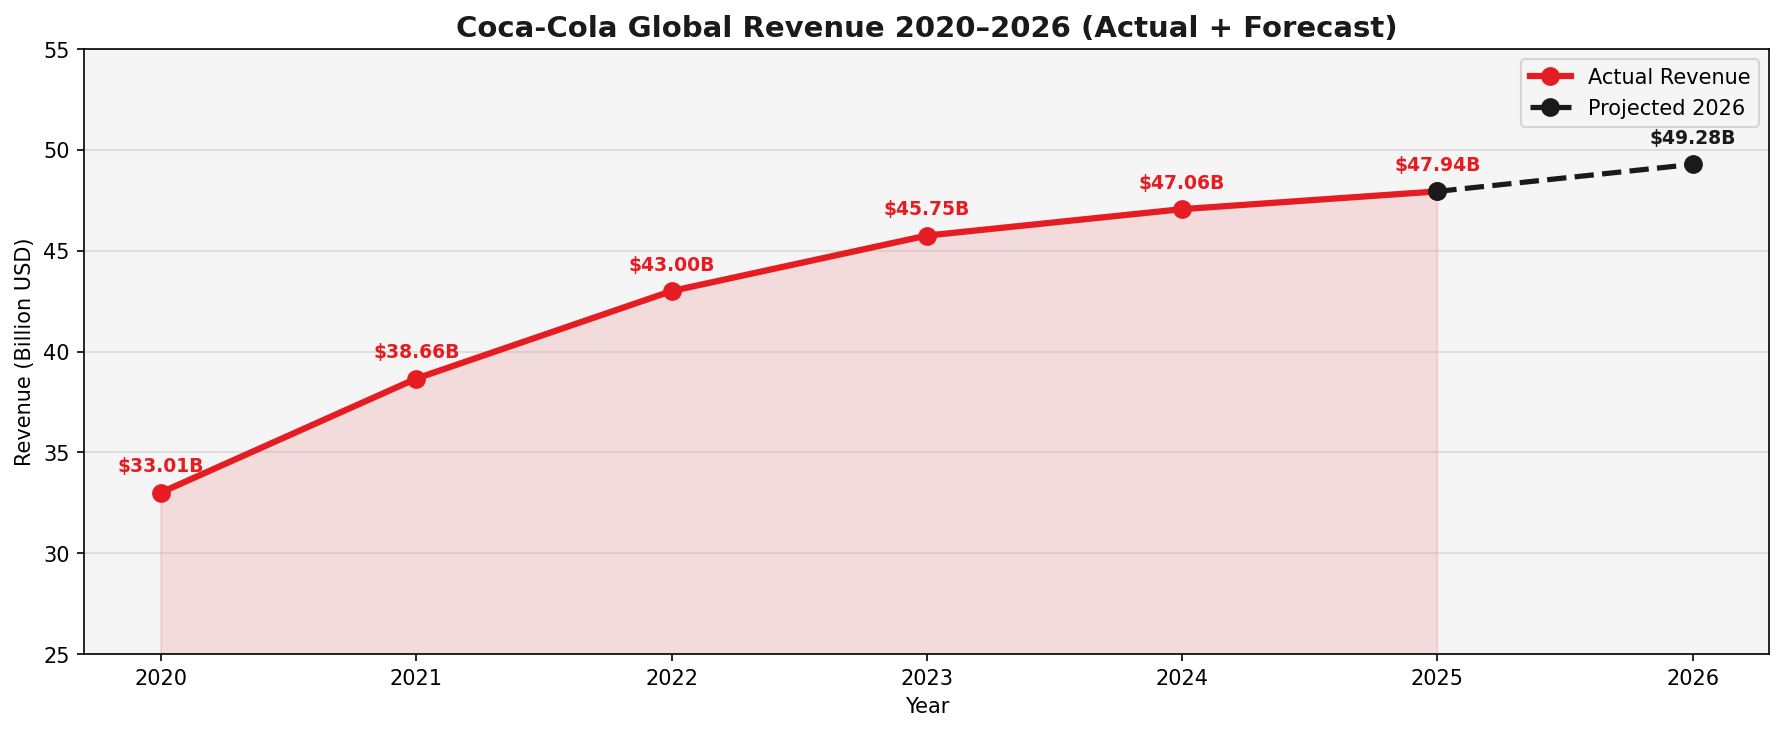 Coca-Cola Global Revenue 2020–2026 (Actual + Forecast)
55
50
45
40
35
30
25
Revenue (Billion USD)
Actual Revenue
Projected 2026
$33.01B
$38.66B
$43.00B
$45.75B
$47.06B
$47.94B
$49.28B
2020
2021
2022
2023
2024
2025
2026
Year